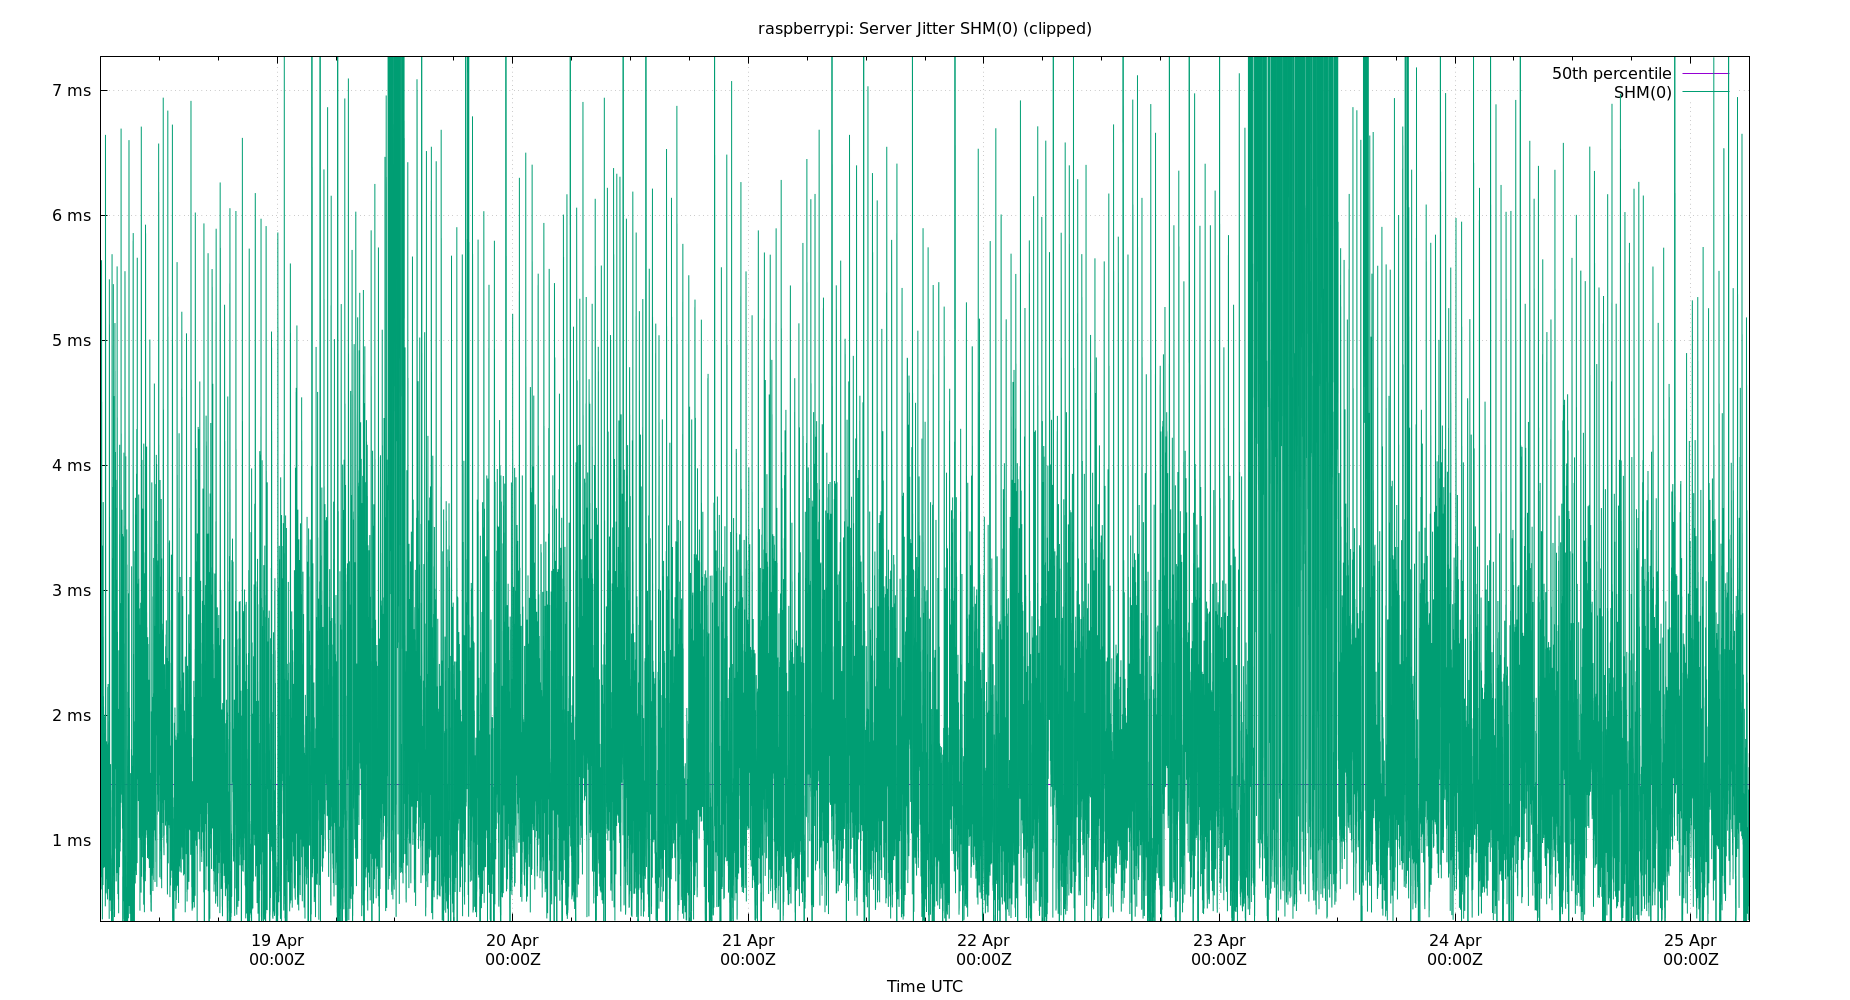 raspberrypi: Server Jitter SHM(0) (clipped)
50th percentile
SHM(0)
7 ms
6 ms
5 ms
4 ms
3 ms
2 ms
1 ms
19 Apr
00:00Z
20 Apr
00:00Z
21 Apr
00:00Z
22 Apr
00:00Z
23 Apr
00:00Z
24 Apr
00:00Z
25 Apr
00:00Z
Time UTC